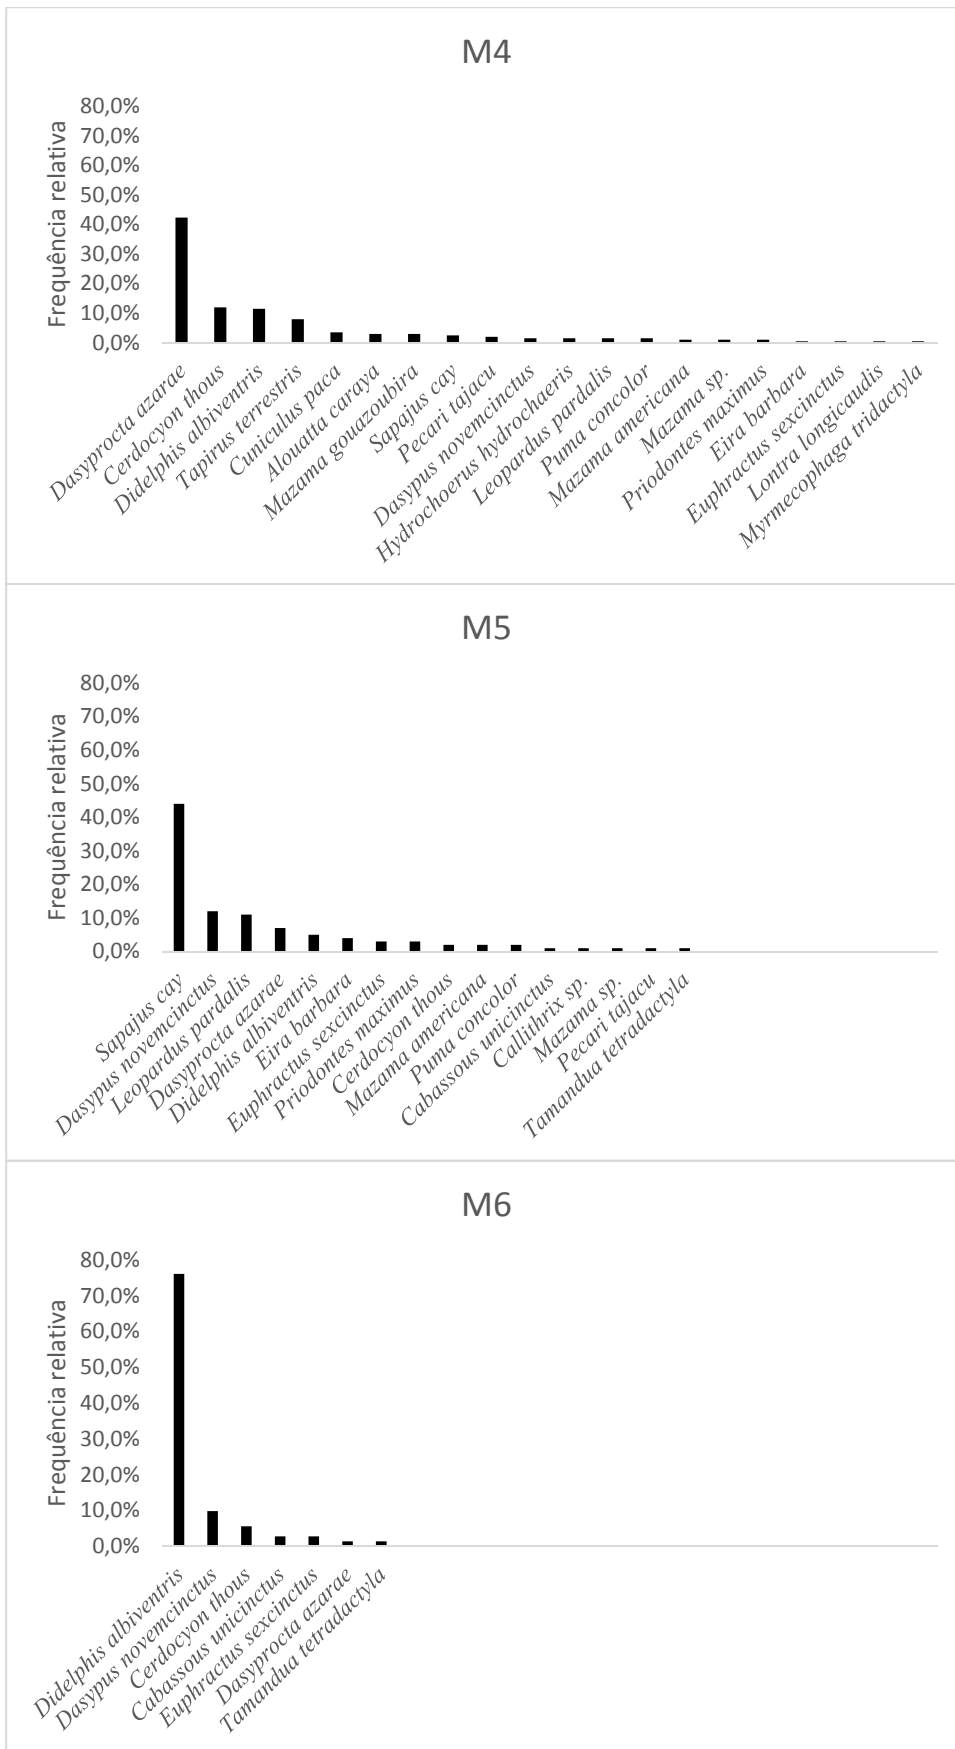 M4
Frequência relativa
80,0%
70,0%
60,0%
50,0%
40,0%
30,0%
20,0%
10,0%
0,0%
Dasyprocta azarae
Cerdocyon thous
Didelphis albiventris
Tapirus terrestris
Cuniculus paca
Alouatta caraya
Mazama gouazoubira
Sapajus cay
Pecari tajacu
Dasypus novemcinctus
Hydrochoerus hydrochaeris
Leopardus pardalis
Puma concolor
Mazama americana
Mazama sp.
Priodontes maximus
Eira barbara
Euphractus sexcinctus
Lontra longicaudis
Myrmecophaga tridactyla
M5
Frequência relativa
80,0%
70,0%
60,0%
50,0%
40,0%
30,0%
20,0%
10,0%
0,0%
Sapajus cay
Dasypus novemcinctus
Leopardus pardalis
Dasyprocta azarae
Didelphis albiventris
Eira barbara
Euphractus sexcinctus
Priodontes maximus
Cerdocyon thous
Mazama americana
Puma concolor
Cabassous unicinctus
Callithrix sp.
Mazama sp.
Pecari tajacu
Tamandua tetradactyla
M6
Frequência relativa
80,0%
70,0%
60,0%
50,0%
40,0%
30,0%
20,0%
10,0%
0,0%
Didelphis albiventris
Dasypus novemcinctus
Cerdocyon thous
Cabassous unicinctus
Euphractus sexcinctus
Dasyprocta azarae
Tamandua tetradactyla